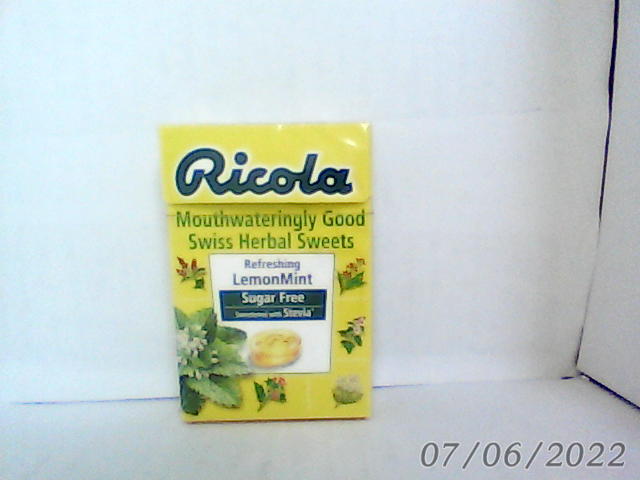 Ricola
Mouthwateringly Good
Swiss Herbal Sweets
Refreshing
LemonMint
Sugar Free
Sweetened with Stevia
07/06/2022